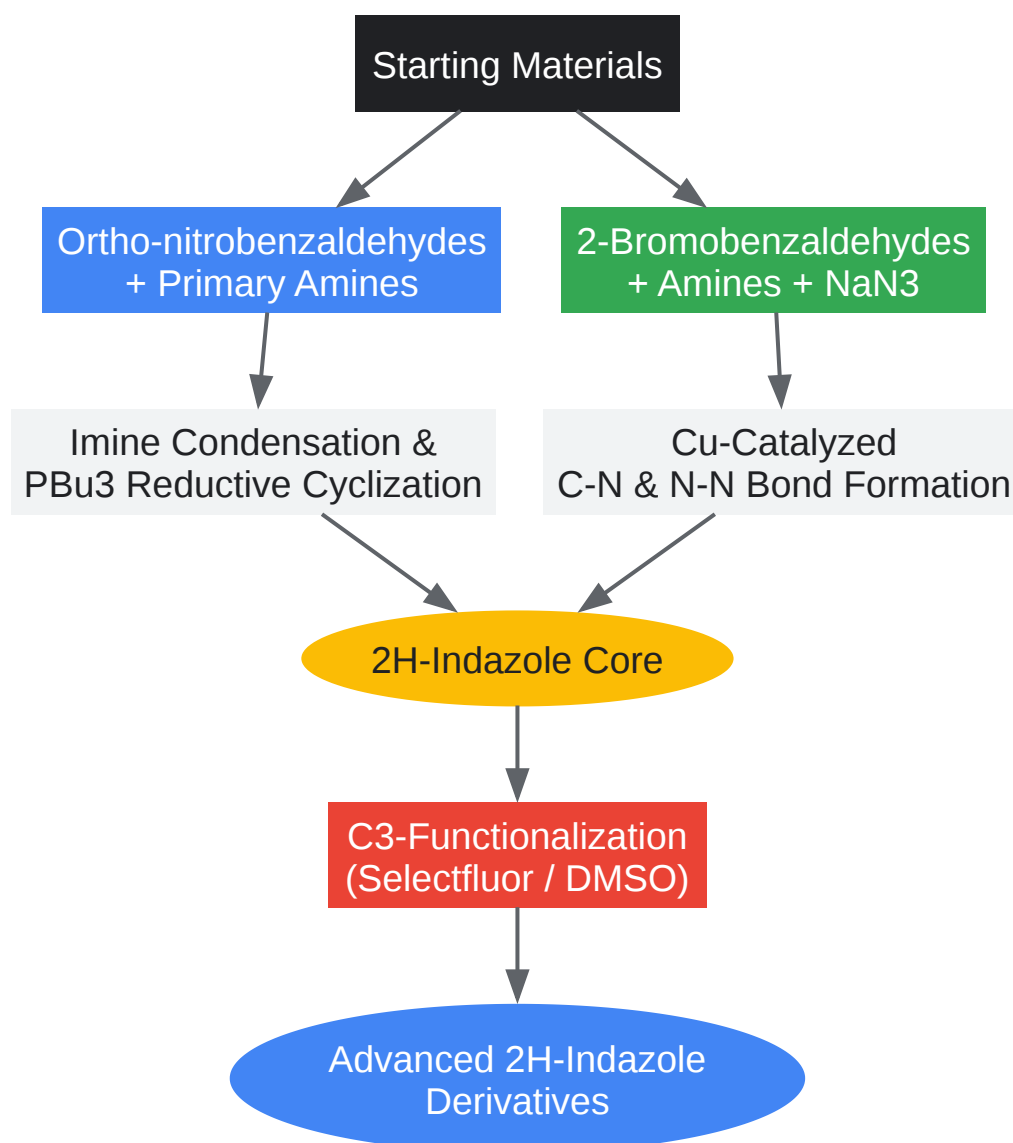 Starting Materials
Ortho-nitrobenzaldehydes
+ Primary Amines
2-Bromobenzaldehydes
+ Amines + NaN3
Imine Condensation &
PBu3 Reductive Cyclization
Cu-Catalyzed
C-N & N-N Bond Formation
2H-Indazole Core
C3-Functionalization
(Selectfluor / DMSO)
Advanced 2H-Indazole
Derivatives